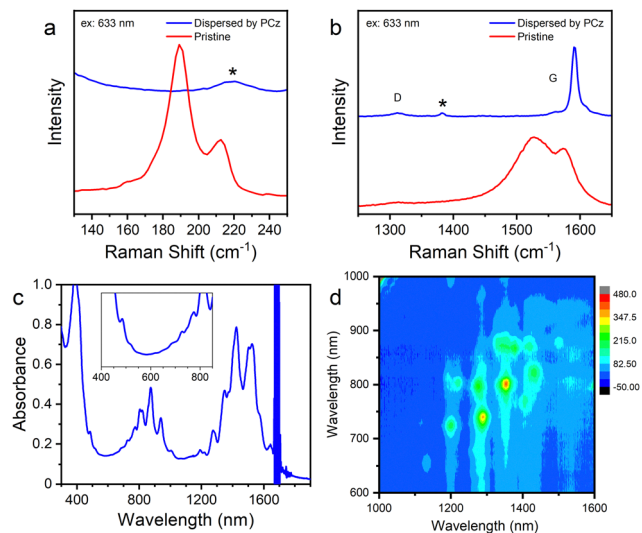 a
ex: 633 nm
Dispersed by PCz
Pristine
*
Intensity
130 140 160 180 200 220 240
Raman Shift (cm⁻¹)
b
ex: 633 nm
Dispersed by PCz
Pristine
D
*
G
Intensity
1300 1400 1500 1600
Raman Shift (cm⁻¹)
c
1.0
0.8
0.6
0.4
0.2
0
Absorbance
400 600 800
400 800 1200 1600
Wavelength (nm)
d
1000
900
800
700
600
Wavelength (nm)
1000 1200 1300 1400 1600
Wavelength (nm)
480.0
347.5
215.0
82.50
-50.00